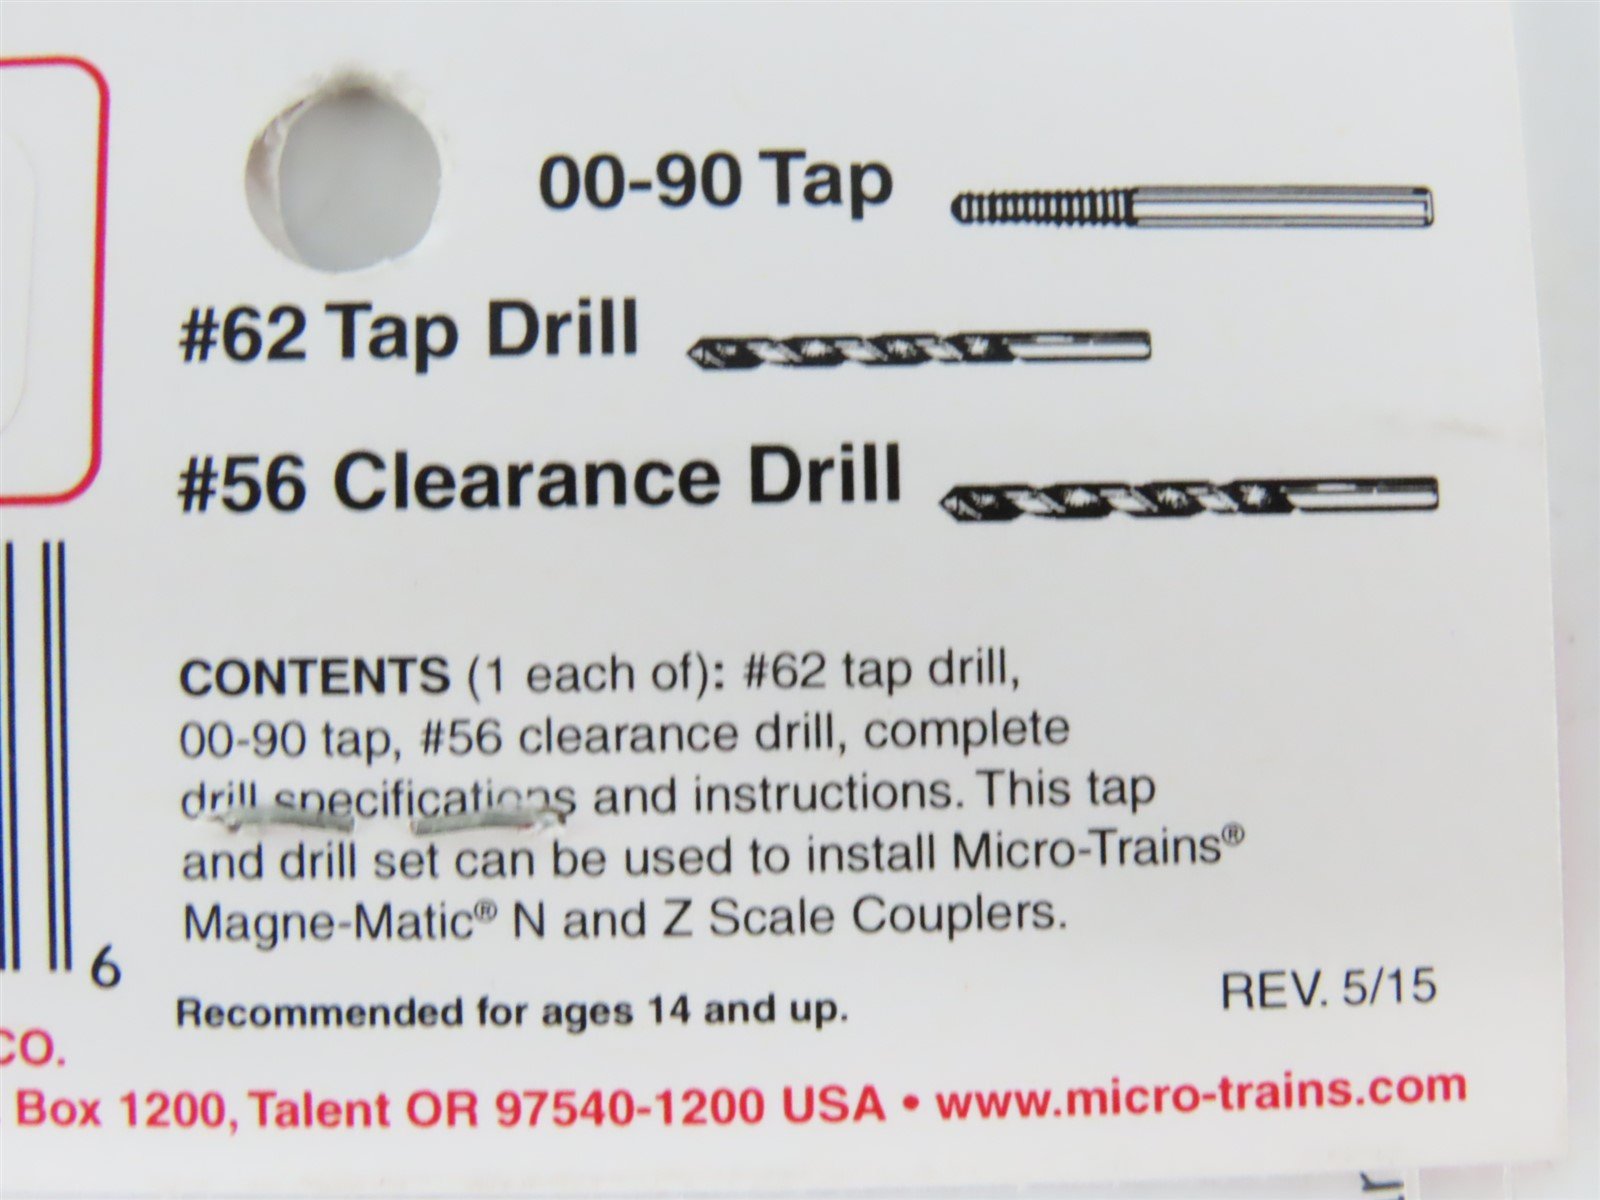 00-90 Tap
#62 Tap Drill
#56 Clearance Drill
CONTENTS (1 each of): #62 tap drill,
00-90 tap, #56 clearance drill, complete
drill specifications and instructions. This tap
and drill set can be used to install Micro-Trains®
Magne-Matic® N and Z Scale Couplers.
6
Recommended for ages 14 and up.
REV. 5/15
CO.
Box 1200, Talent OR 97540-1200 USA • www.micro-trains.com